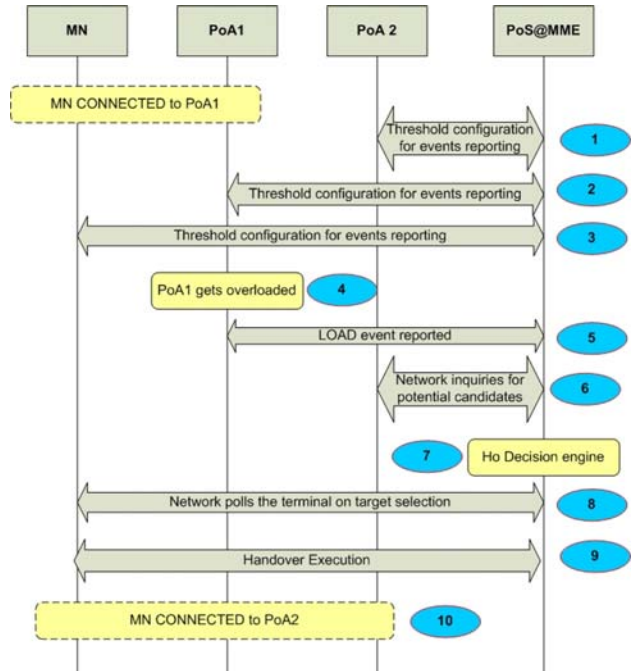 MN
PoA1
PoA 2
PoS@MME
MN CONNECTED to PoA1
Threshold configuration
for events reporting
1
Threshold configuration for events reporting
2
Threshold configuration for events reporting
3
PoA1 gets overloaded
4
LOAD event reported
5
Network inquiries for
potential candidates
6
7
Ho Decision engine
Network polls the terminal on target selection
8
Handover Execution
9
MN CONNECTED to PoA2
10